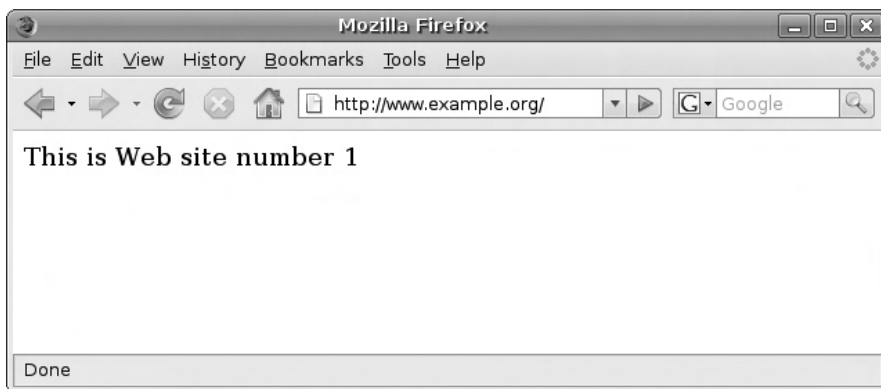 Mozilla Firefox
File Edit View History Bookmarks Tools Help
http://www.example.org/ G Google
This is Web site number 1
Done